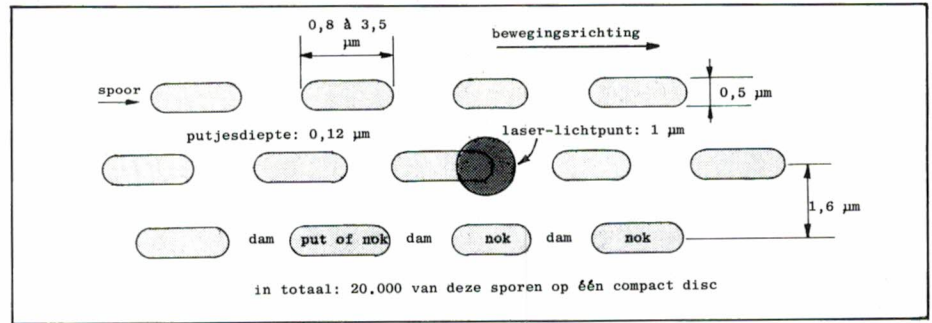 0,8 à 3,5
µm
bewegingsrichting
spoor
0,5 µm
putjesdiepte: 0,12 µm
laser-lichtpunt: 1 µm
1,6 µm
dam
put of nok
dam
nok
dam
nok
in totaal: 20.000 van deze sporen op één compact disc